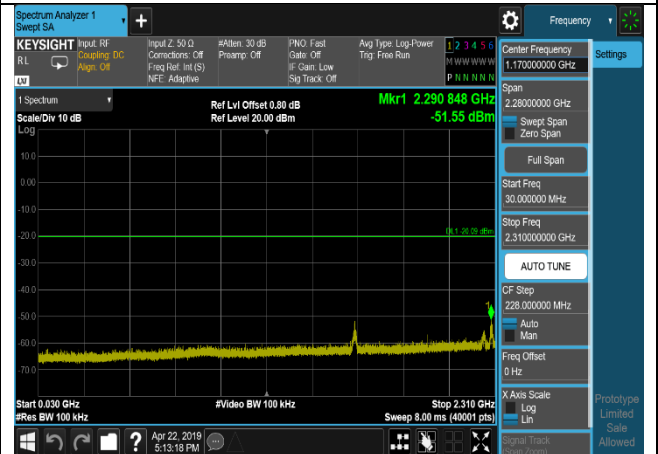 Spectrum Analyzer 1
Swept SA
+
Frequency
KEYSIGHT
RL
LXI
Input: RF
Coupling: DC
Align: Off
Input Z: 50 Ω
Corrections: Off
Freq Ref: Int (S)
NFE: Adaptive
#Atten: 30 dB
Preamp: Off
PNO: Fast
Gate: Off
IF Gain: Low
Sig Track: Off
Avg Type: Log-Power
Trig: Free Run
1 2 3 4 5 6
M W W W W W
P N N N N N
1 Spectrum
Scale/Div 10 dB
Log
Ref Lvl Offset 0.80 dB
Ref Level 20.00 dBm
Mkr1 2.290 848 GHz
-51.55 dBm
10.0
0.00
-10.0
-20.0
-30.0
-40.0
-50.0
-60.0
-70.0
DL1 -20.09 dBm
1
Start 0.030 GHz
#Res BW 100 kHz
#Video BW 100 kHz
Stop 2.310 GHz
Sweep 8.00 ms (40001 pts)
Apr 22, 2019
5:13:18 PM
Center Frequency
1.170000000 GHz
Span
2.28000000 GHz
Swept Span
Zero Span
Full Span
Start Freq
30.000000 MHz
Stop Freq
2.310000000 GHz
AUTO TUNE
CF Step
228.000000 MHz
Auto
Man
Freq Offset
0 Hz
X Axis Scale
Log
Lin
Signal Track
(Span Zoom)
Settings
Prototype
Limited
Sale
Allowed